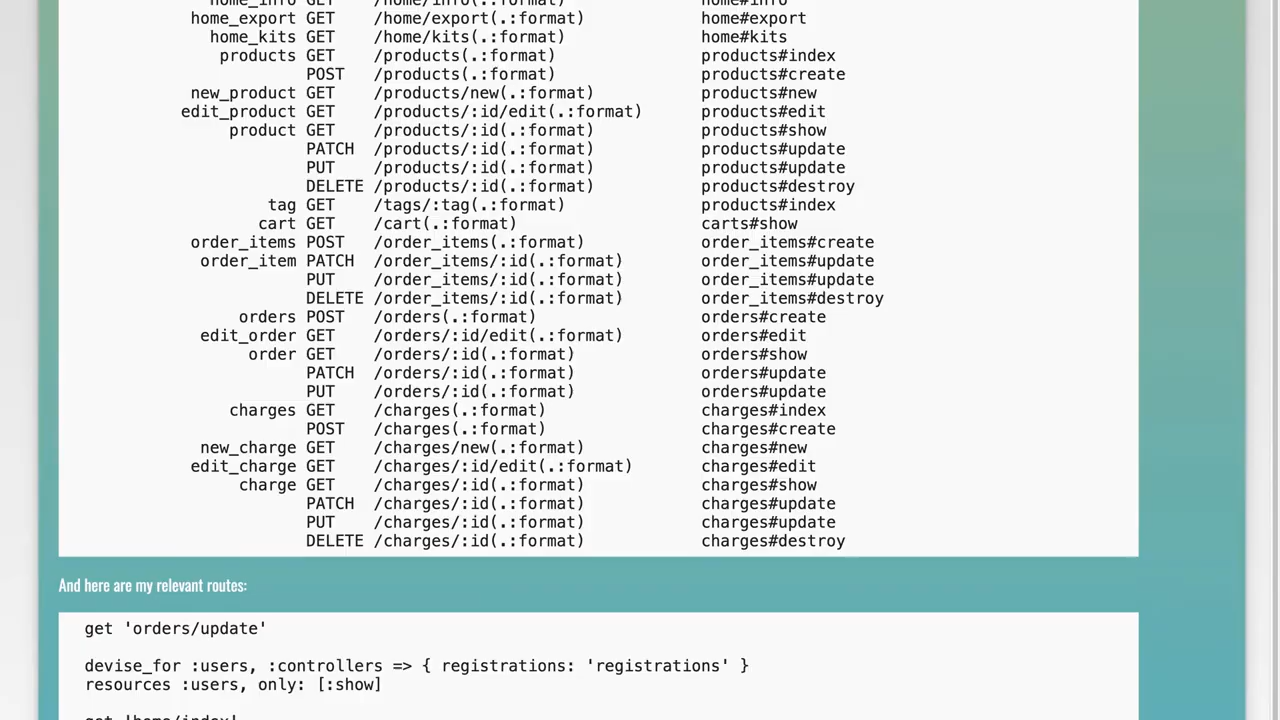 home_info GET /home/info(.:format) home#info
home_export GET /home/export(.:format) home#export
home_kits GET /home/kits(.:format) home#kits
products GET /products(.:format) products#index
POST /products(.:format) products#create
new_product GET /products/new(.:format) products#new
edit_product GET /products/:id/edit(.:format) products#edit
product GET /products/:id(.:format) products#show
PATCH /products/:id(.:format) products#update
PUT /products/:id(.:format) products#update
DELETE /products/:id(.:format) products#destroy
tag GET /tags/:tag(.:format) products#index
cart GET /cart(.:format) carts#show
order_items POST /order_items(.:format) order_items#create
order_item PATCH /order_items/:id(.:format) order_items#update
PUT /order_items/:id(.:format) order_items#update
DELETE /order_items/:id(.:format) order_items#destroy
orders POST /orders(.:format) orders#create
edit_order GET /orders/:id/edit(.:format) orders#edit
order GET /orders/:id(.:format) orders#show
PATCH /orders/:id(.:format) orders#update
PUT /orders/:id(.:format) orders#update
charges GET /charges(.:format) charges#index
POST /charges(.:format) charges#create
new_charge GET /charges/new(.:format) charges#new
edit_charge GET /charges/:id/edit(.:format) charges#edit
charge GET /charges/:id(.:format) charges#show
PATCH /charges/:id(.:format) charges#update
PUT /charges/:id(.:format) charges#update
DELETE /charges/:id(.:format) charges#destroy
And here are my relevant routes:
get 'orders/update'
devise_for :users, :controllers => { registrations: 'registrations' }
resources :users, only: [:show]
get 'home/index'